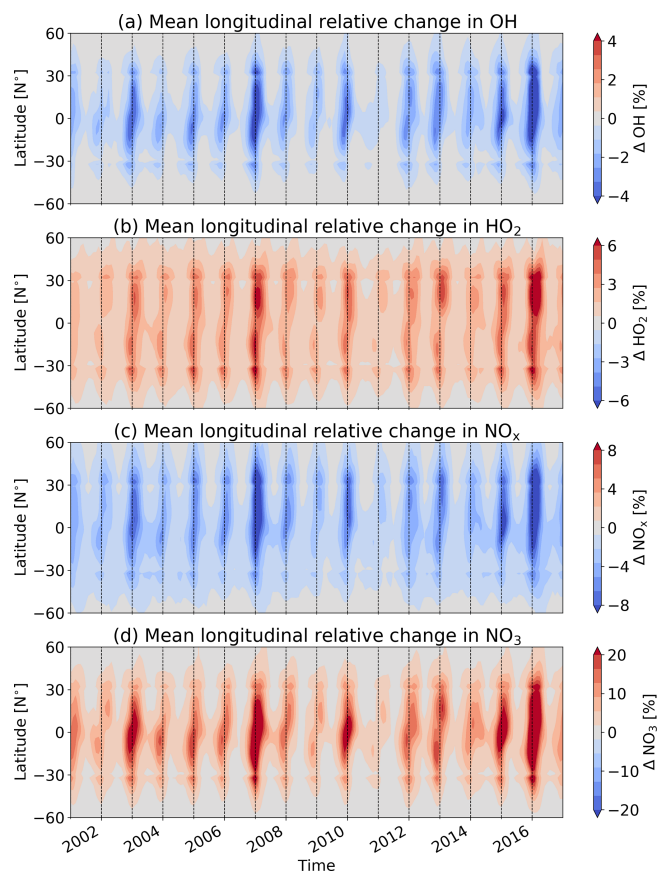 (a) Mean longitudinal relative change in OH
60
30
0
−30
−60
Latitude [N°]
4
2
0
−2
−4
Δ OH [%]
(b) Mean longitudinal relative change in HO₂
60
30
0
−30
−60
Latitude [N°]
6
3
0
−3
−6
Δ HO₂ [%]
(c) Mean longitudinal relative change in NOₓ
60
30
0
−30
−60
Latitude [N°]
8
4
0
−4
−8
Δ NOₓ [%]
(d) Mean longitudinal relative change in NO₃
60
30
0
−30
−60
Latitude [N°]
20
10
0
−10
−20
Δ NO₃ [%]
2002 2004 2006 2008 2010 2012 2014 2016
Time